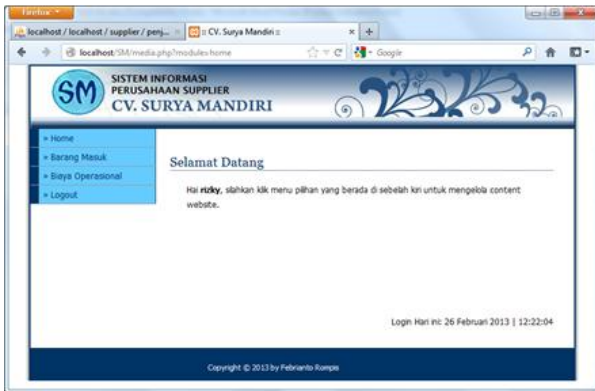 Firefox
localhost / localhost / supplier / penj...
:: CV. Surya Mandiri ::
localhost/SM/media.php?module=home
Google
SM
SISTEM INFORMASI
PERUSAHAAN SUPPLIER
CV. SURYA MANDIRI
» Home
» Barang Masuk
» Biaya Operasional
» Logout
Selamat Datang
Hai rizky, silahkan klik menu pilihan yang berada di sebelah kiri untuk mengelola content
website.
Login Hari ini: 26 Februari 2013 | 12:22:04
Copyright © 2013 by Febrianto Rompis